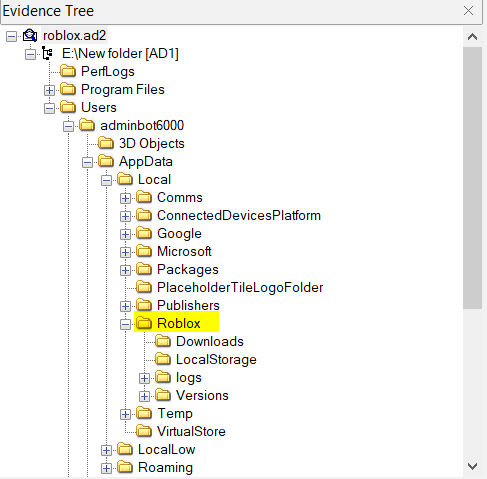 Evidence Tree
roblox.ad2
E:\New folder [AD1]
PerfLogs
Program Files
Users
adminbot6000
3D Objects
AppData
Local
Comms
ConnectedDevicesPlatform
Google
Microsoft
Packages
PlaceholderTileLogoFolder
Publishers
Roblox
Downloads
LocalStorage
logs
Versions
Temp
VirtualStore
LocalLow
Roaming